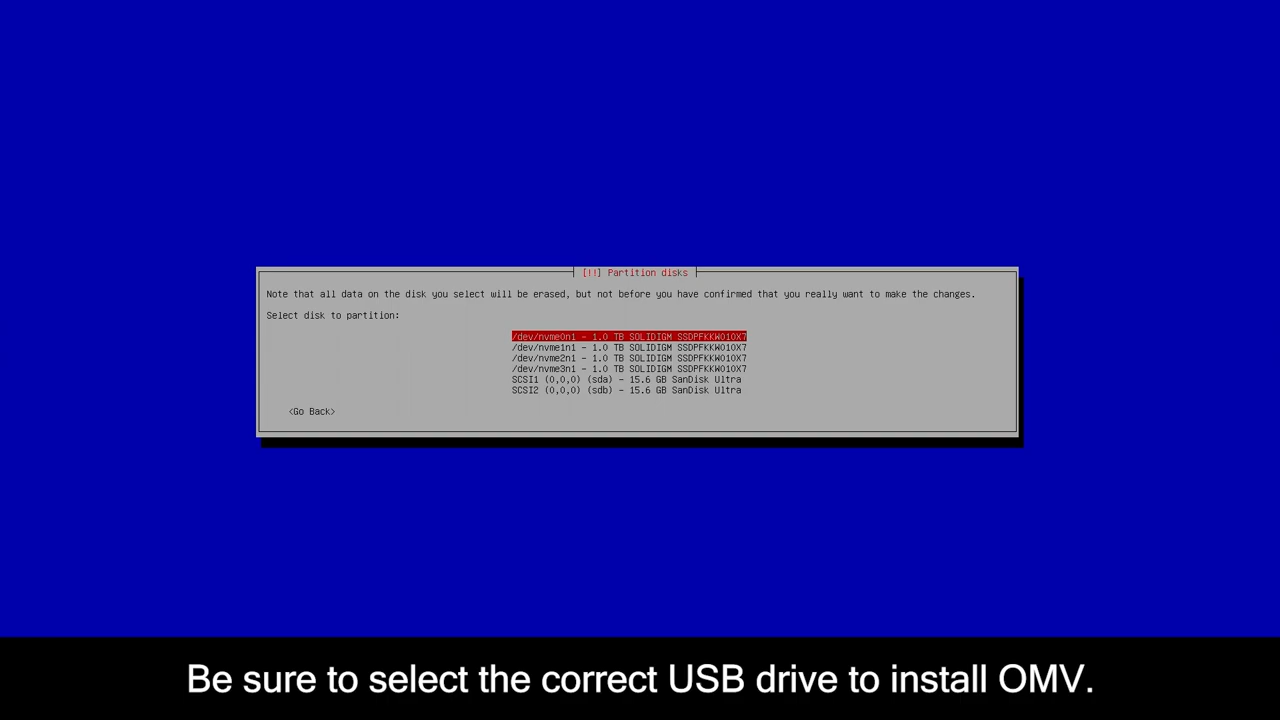 [!!] Partition disks
Note that all data on the disk you select will be erased, but not before you have confirmed that you really want to make the changes.
Select disk to partition:
/dev/nvme0n1 - 1.0 TB SOLIDIGM SSDPFKKW010X7
/dev/nvme1n1 - 1.0 TB SOLIDIGM SSDPFKKW010X7
/dev/nvme2n1 - 1.0 TB SOLIDIGM SSDPFKKW010X7
/dev/nvme3n1 - 1.0 TB SOLIDIGM SSDPFKKW010X7
SCSI1 (0,0,0) (sda) - 15.6 GB SanDisk Ultra
SCSI2 (0,0,0) (sdb) - 15.6 GB SanDisk Ultra
<Go Back>
Be sure to select the correct USB drive to install OMV.